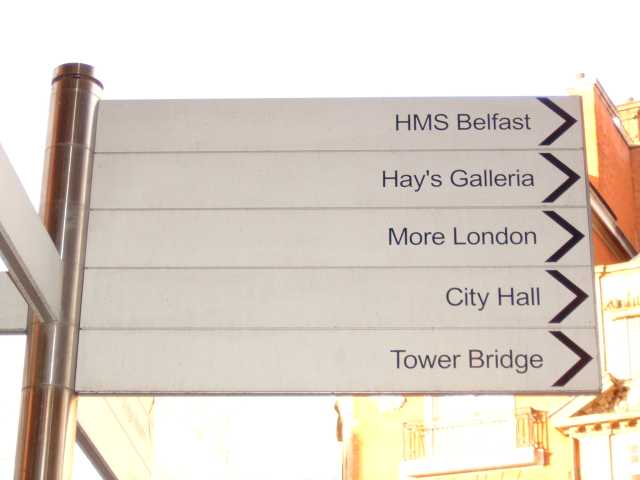 HMS Belfast
Hay's Galleria
More London
City Hall
Tower Bridge